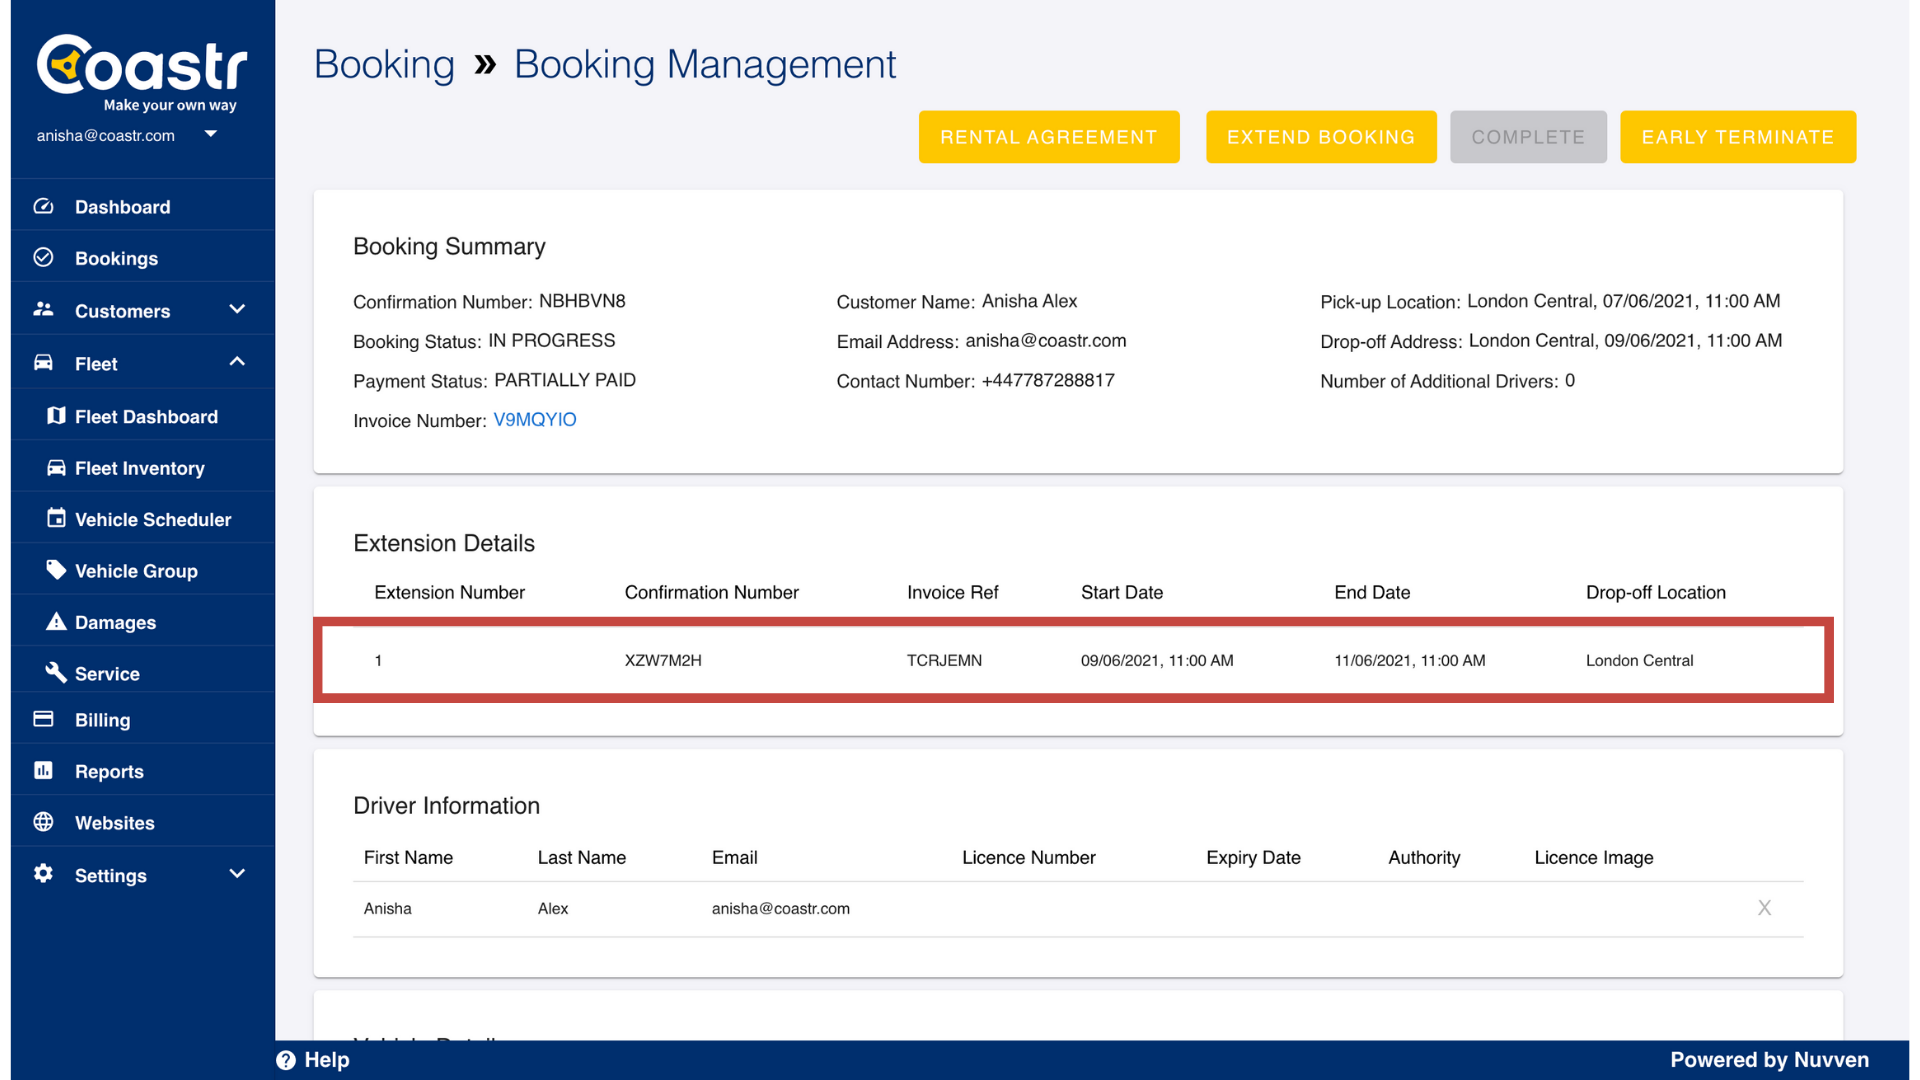 Coastr
Make your own way
anisha@coastr.com
Dashboard
Bookings
Customers
Fleet
Fleet Dashboard
Fleet Inventory
Vehicle Scheduler
Vehicle Group
Damages
Service
Billing
Reports
Websites
Settings
Booking » Booking Management
RENTAL AGREEMENT EXTEND BOOKING COMPLETE EARLY TERMINATE
Booking Summary
Confirmation Number: NBHBVN8 Customer Name: Anisha Alex Pick-up Location: London Central, 07/06/2021, 11:00 AM
Booking Status: IN PROGRESS Email Address: anisha@coastr.com Drop-off Address: London Central, 09/06/2021, 11:00 AM
Payment Status: PARTIALLY PAID Contact Number: +447787288817 Number of Additional Drivers: 0
Invoice Number: V9MQYIO
Extension Details
Extension Number Confirmation Number Invoice Ref Start Date End Date Drop-off Location
1 XZW7M2H TCRJEMN 09/06/2021, 11:00 AM 11/06/2021, 11:00 AM London Central
Driver Information
First Name Last Name Email Licence Number Expiry Date Authority Licence Image
Anisha Alex anisha@coastr.com X
Help Powered by Nuvven